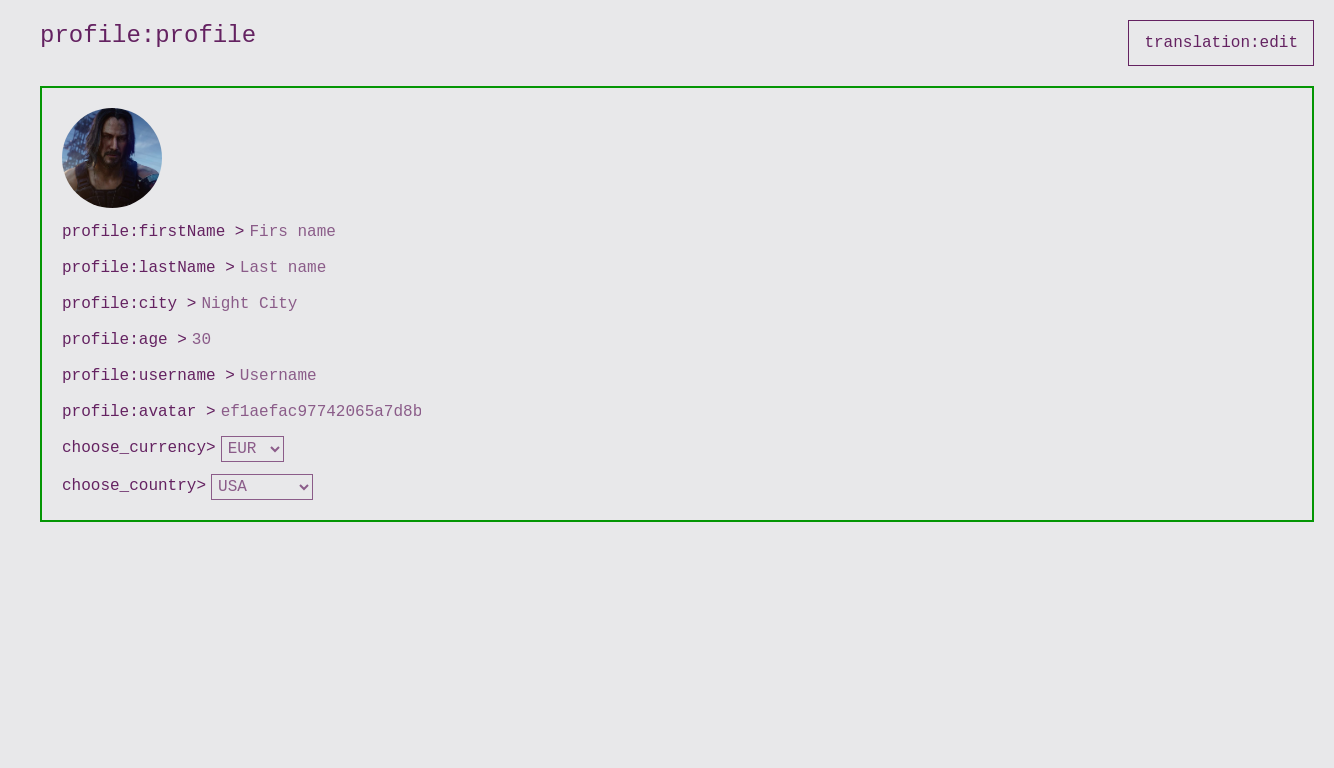 profile:profile
translation:edit
profile:firstName > Firs name
profile:lastName > Last name
profile:city > Night City
profile:age > 30
profile:username > Username
profile:avatar > ef1aefac97742065a7d8b
choose_currency> EUR
choose_country> USA